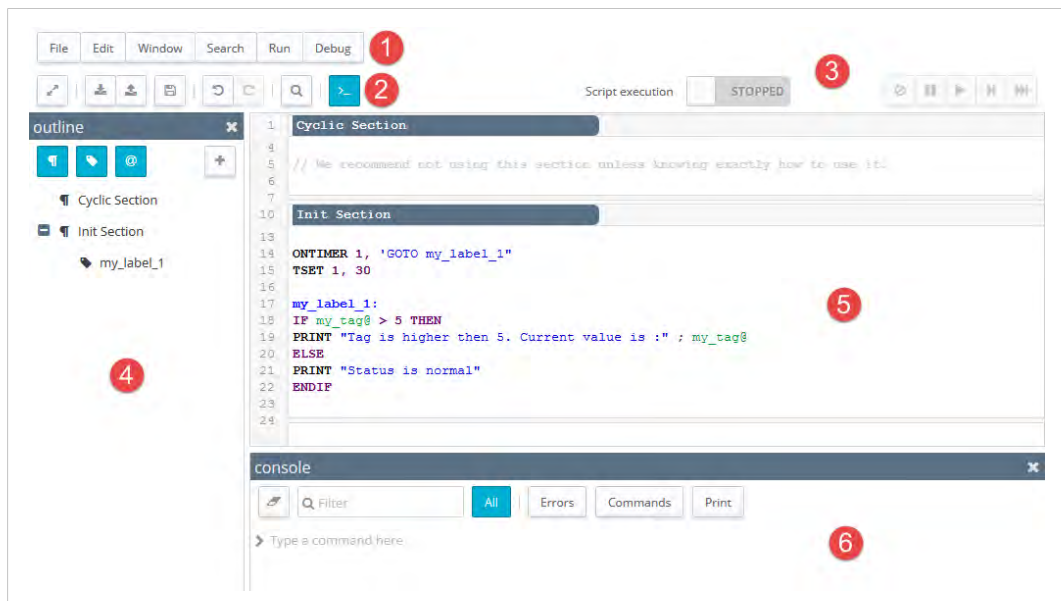 File Edit Window Search Run Debug 1
>_ 2 Script execution STOPPED 3
outline
@ +
Cyclic Section
Init Section
my_label_1
4
1 Cyclic Section
4
5 // We recommend not using this section unless knowing exactly how to use it.
6
7
10 Init Section
13
14 ONTIMER 1, 'GOTO my_label_1"
15 TSET 1, 30
16
17 my_label_1:
18 IF my_tag@ > 5 THEN
19 PRINT "Tag is higher then 5. Current value is :" ; my_tag@
20 ELSE
21 PRINT "Status is normal"
22 ENDIF
23
24
5
console
Filter All Errors Commands Print
Type a command here
6